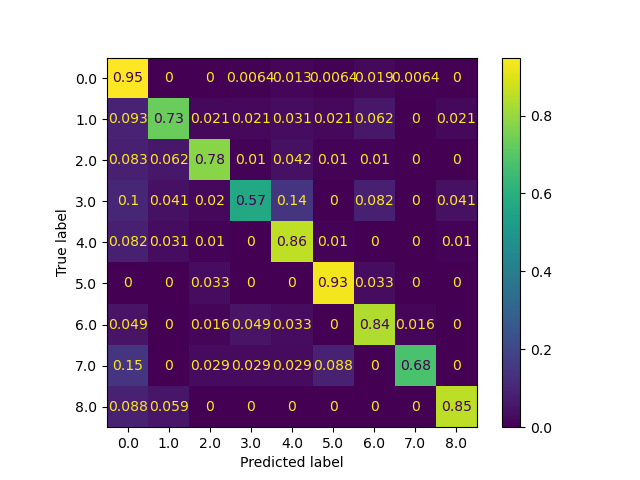 0.0 0.95 0 0 0.0064 0.013 0.0064 0.019 0.0064 0
1.0 0.093 0.73 0.021 0.021 0.031 0.021 0.062 0 0.021
2.0 0.083 0.062 0.78 0.01 0.042 0.01 0.01 0 0
3.0 0.1 0.041 0.02 0.57 0.14 0 0.082 0 0.041
4.0 0.082 0.031 0.01 0 0.86 0.01 0 0 0.01
5.0 0 0 0.033 0 0 0.93 0.033 0 0
6.0 0.049 0 0.016 0.049 0.033 0 0.84 0.016 0
7.0 0.15 0 0.029 0.029 0.029 0.088 0 0.68 0
8.0 0.088 0.059 0 0 0 0 0 0 0.85
0.0 1.0 2.0 3.0 4.0 5.0 6.0 7.0 8.0
Predicted label
True label
0.8
0.6
0.4
0.2
0.0